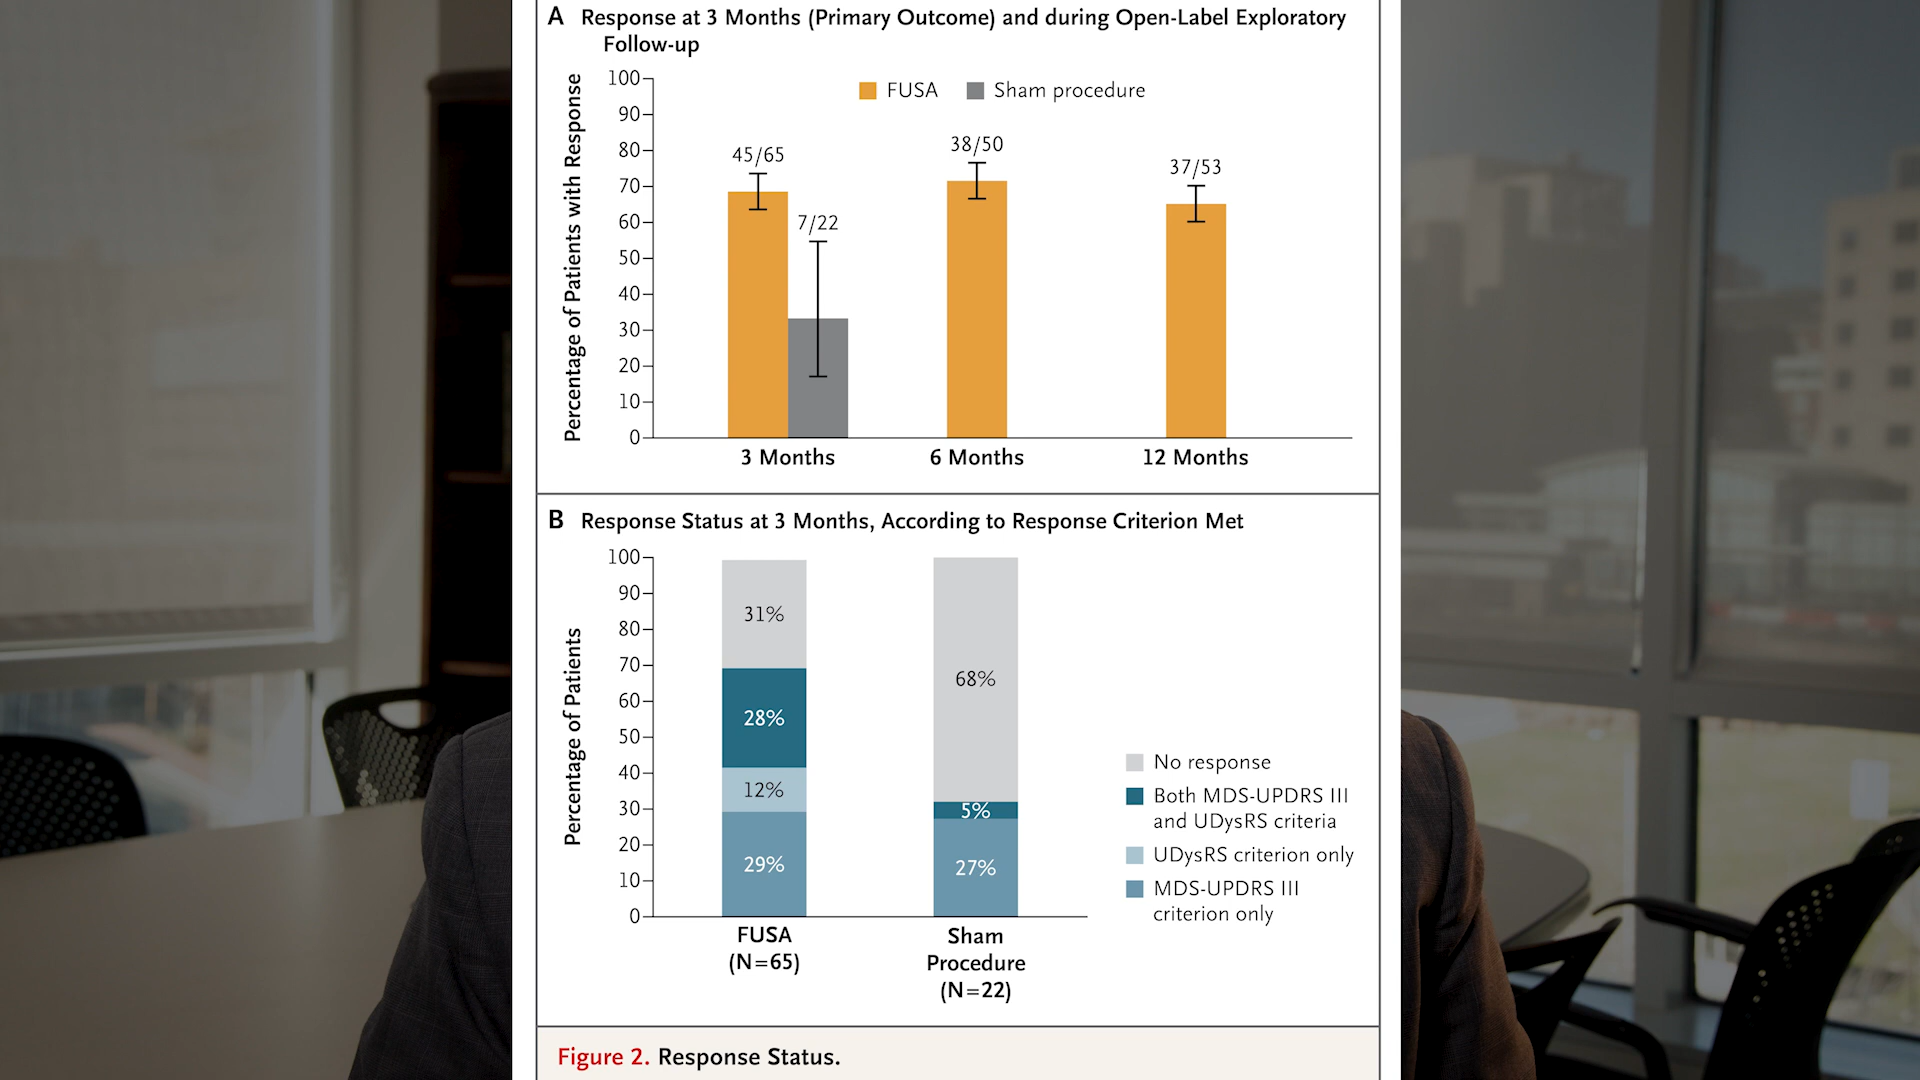 A Response at 3 Months (Primary Outcome) and during Open-Label Exploratory
Follow-up
Percentage of Patients with Response
100
90
80
70
60
50
40
30
20
10
0
FUSA
Sham procedure
45/65
7/22
38/50
37/53
3 Months
6 Months
12 Months
B Response Status at 3 Months, According to Response Criterion Met
Percentage of Patients
100
90
80
70
60
50
40
30
20
10
0
31%
28%
12%
29%
68%
5%
27%
FUSA
(N=65)
Sham
Procedure
(N=22)
No response
Both MDS-UPDRS III
and UDysRS criteria
UDysRS criterion only
MDS-UPDRS III
criterion only
Figure 2. Response Status.